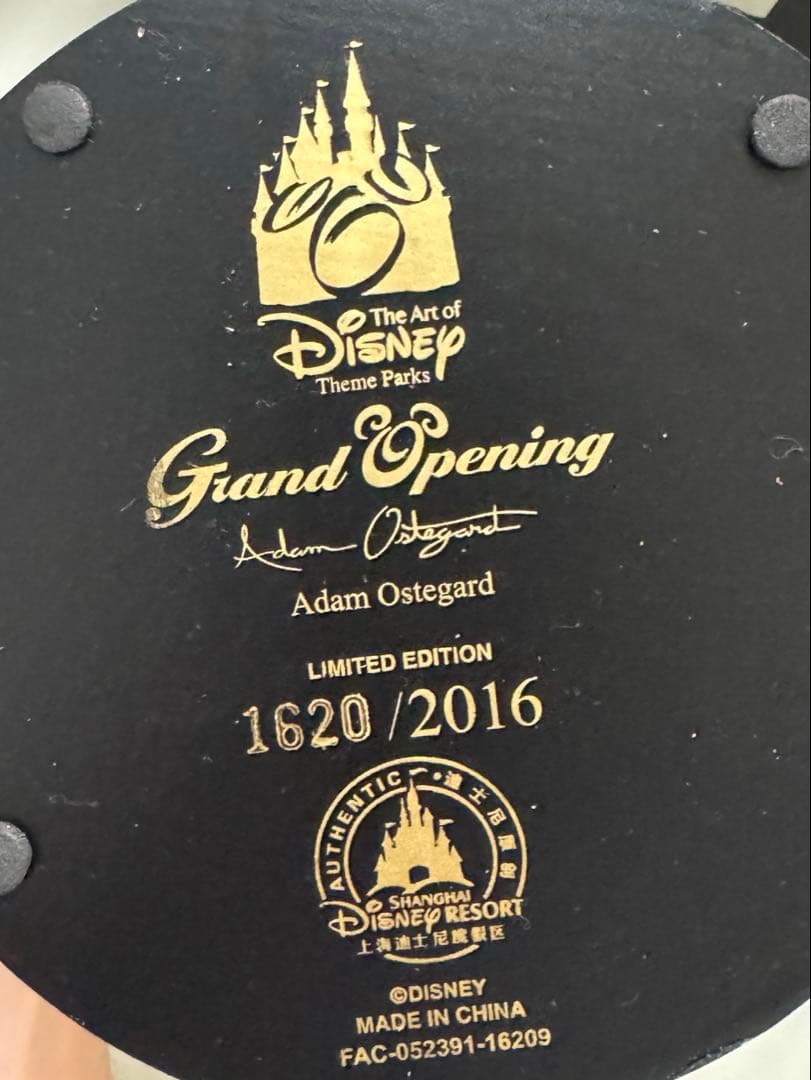 The Art of
Disney
Theme Parks
Grand Opening
Adam Ostegard
Adam Ostegard
LIMITED EDITION
1620 /2016
AUTHENTIC • 迪士尼原创
SHANGHAI
Disney RESORT
上海迪士尼度假区
©DISNEY
MADE IN CHINA
FAC-052391-16209